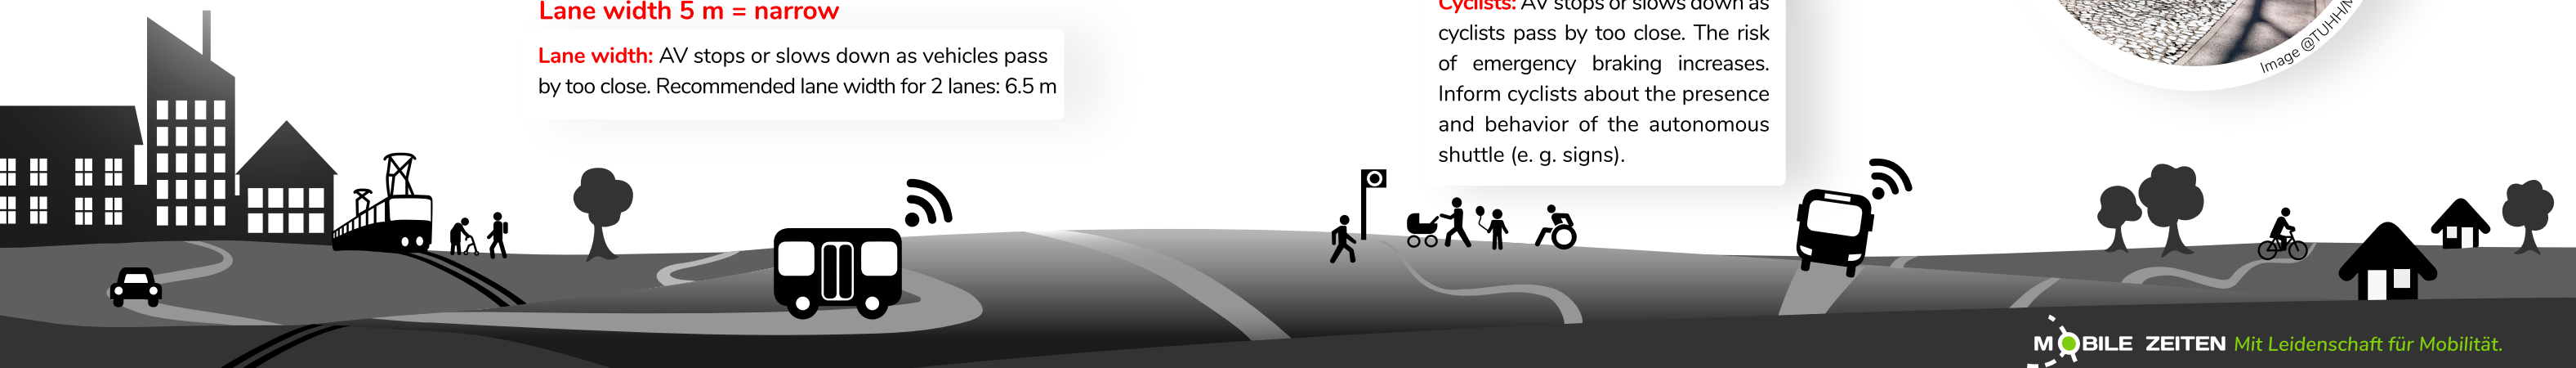 Lane width 5 m = narrow
Lane width: AV stops or slows down as vehicles pass
by too close. Recommended lane width for 2 lanes: 6.5 m
Cyclists: AV stops or slows down as
cyclists pass by too close. The risk
of emergency braking increases.
Inform cyclists about the presence
and behavior of the autonomous
shuttle (e. g. signs).
Image @TUHH/
MOBILE ZEITEN Mit Leidenschaft für Mobilität.